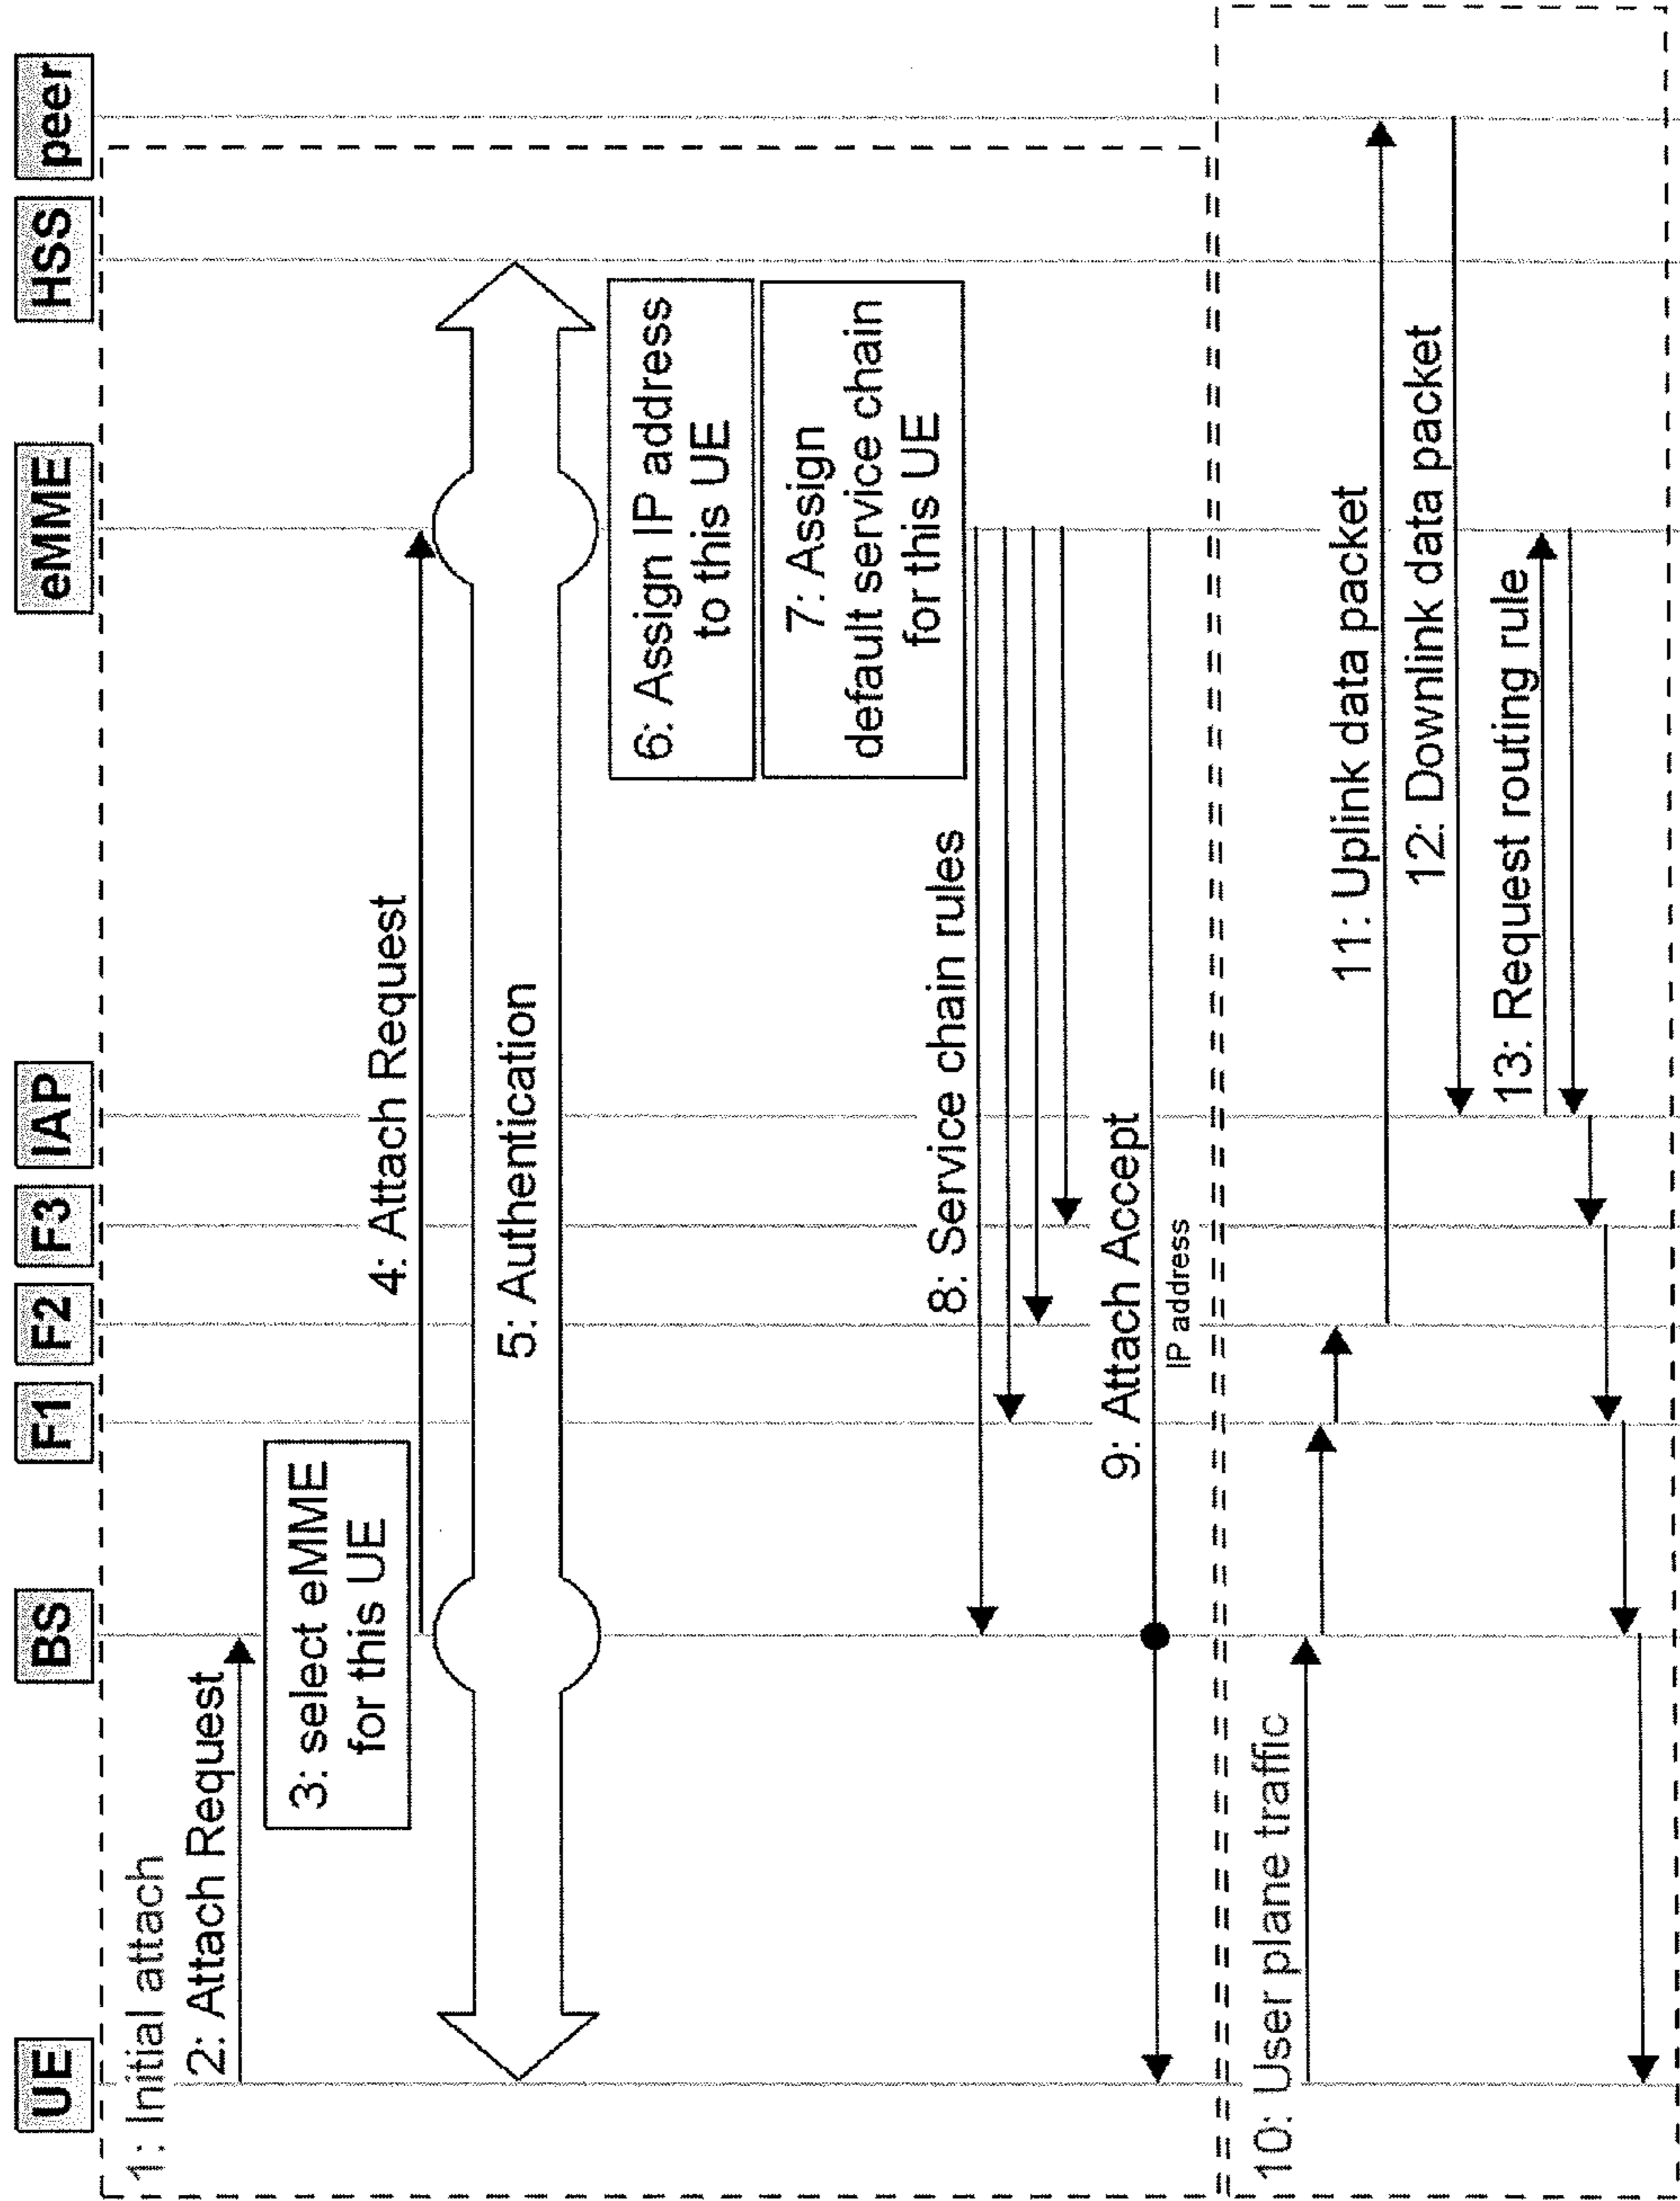 UE
BS
F1
F2
F3
IAP
eMME
HSS
peer
1: Initial attach
2: Attach Request
3: select eMME
for this UE
4: Attach Request
5: Authentication
6: Assign IP address
to this UE
7: Assign
default service chain
for this UE
8: Service chain rules
9: Attach Accept
IP address
10: User plane traffic
11: Uplink data packet
12: Downlink data packet
13: Request routing rule